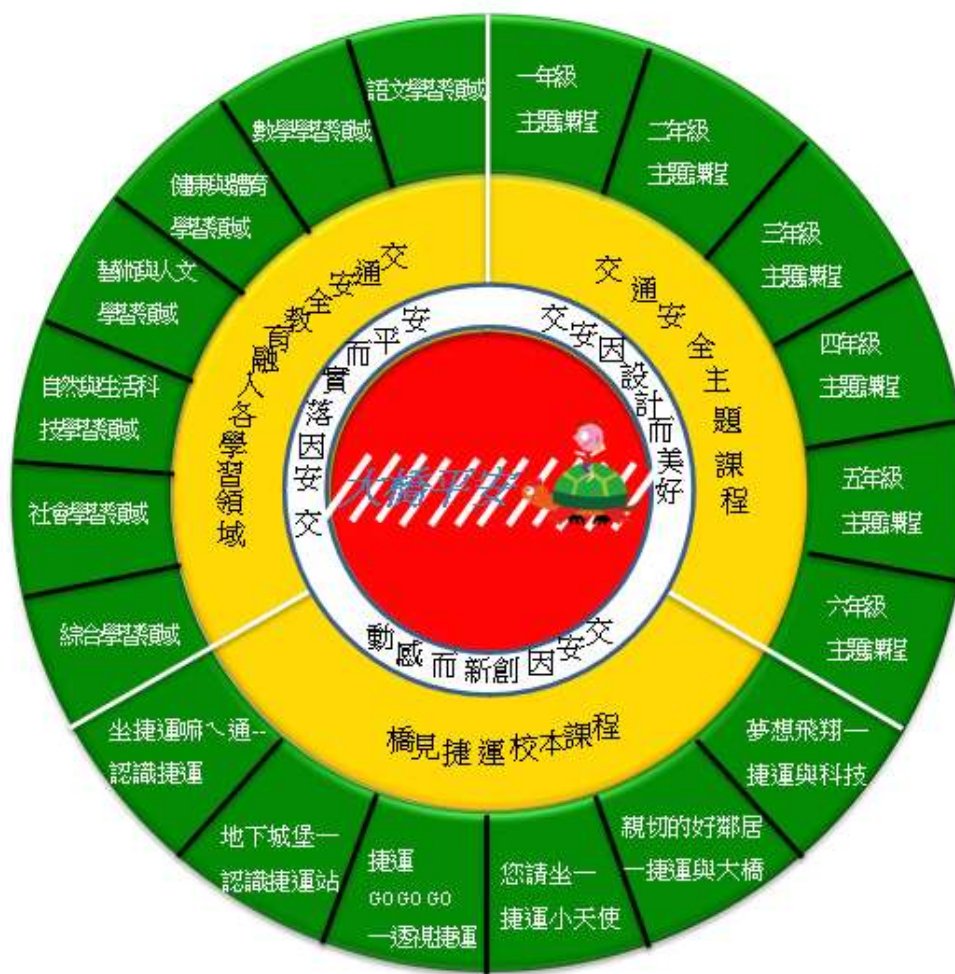 大橋平安
交安因設計而美好
交安因創新而感動
交安因落實而平安
交通安全主題課程
橋見捷運校本課程
交通安全教育融入各學習領域
一年級
主題課程
二年級
主題課程
三年級
主題課程
四年級
主題課程
五年級
主題課程
六年級
主題課程
夢想飛翔—
捷運與科技
親切的好鄰居
—捷運與大橋
您請坐—
捷運小天使
捷運
GO GO GO
—透視捷運
地下城堡—
認識捷運站
坐捷運嘛ㄟ通--
認識捷運
綜合學習領域
社會學習領域
自然與生活科
技學習領域
藝術與人文
學習領域
健康與體育
學習領域
數學學習領域
語文學習領域